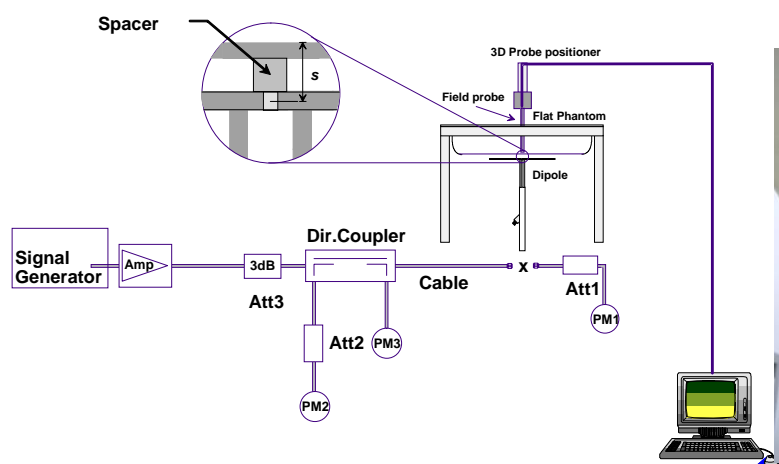 Spacer
s
3D Probe positioner
Field probe
Flat Phantom
Dipole
Dir.Coupler
Signal
Generator
Amp
3dB
Cable
x
Att1
Att3
Att2
PM1
PM3
PM2